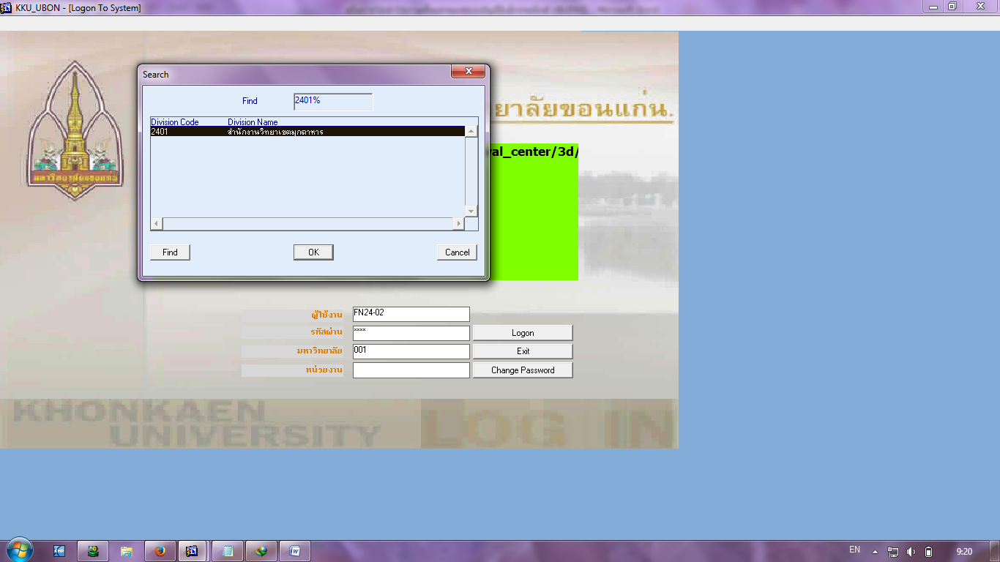 KKU_UBON - [Logon To System]
Search
Find
2401%
Division Code Division Name
2401 สำนักงานวิทยาเขตมุกดาหาร
Find OK Cancel
ยาลัยขอนแก่น.
val_center/3d/
มหาวิทยาลัยขอนแก่น
ผู้ใช้งาน FN24-02
รหัสผ่าน **** Logon
มหาวิทยาลัย 001 Exit
หน่วยงาน Change Password
KHONKAEN
UNIVERSITY
LOG IN
EN 9:20